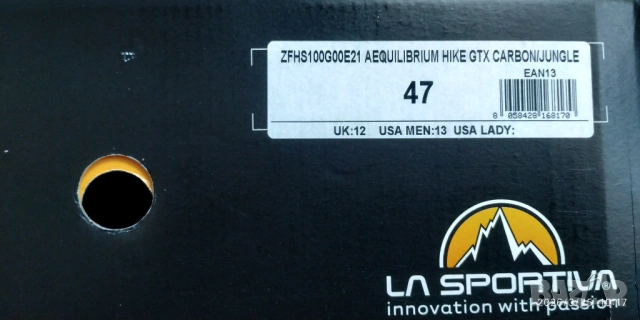 ZFHS100G00E21 AEQUILIBRIUM HIKE GTX CARBON/JUNGLE
EAN13
47
8 058428 168170
UK:12 USA MEN:13 USA LADY:
LA SPORTIVA®
innovation with passion